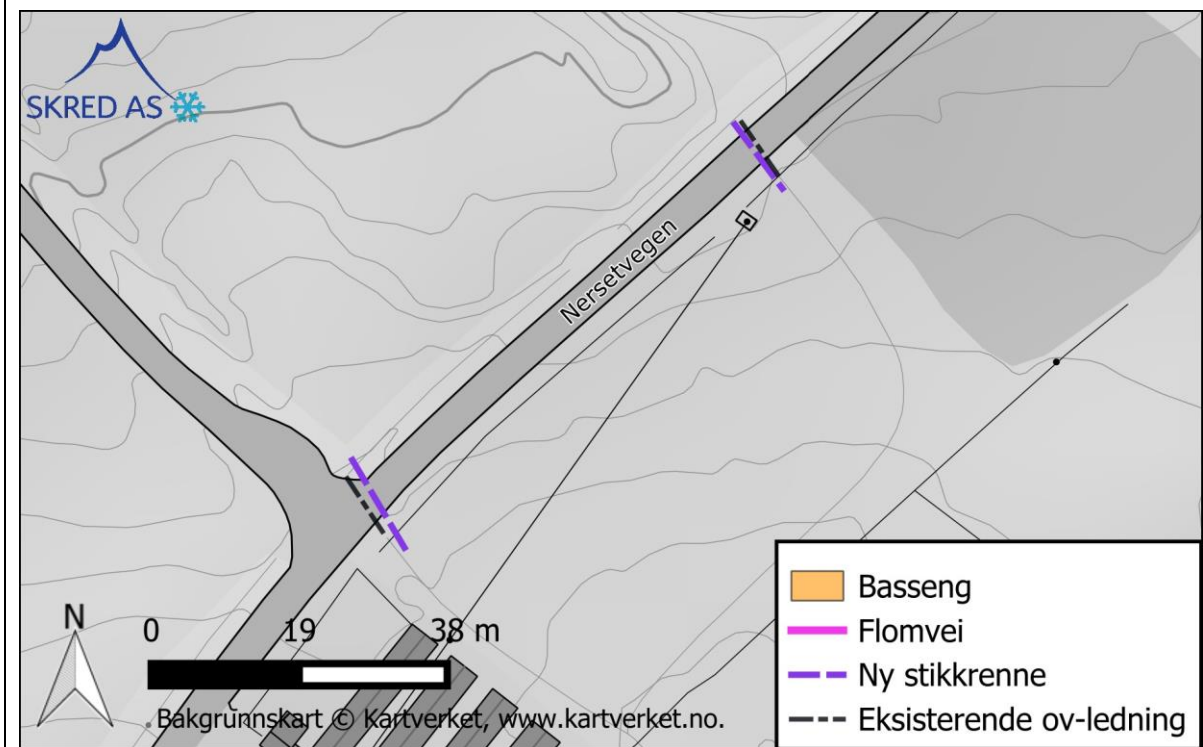 SKRED AS
Nersetvegen
N
0 19 38 m
Bakgrunnskart © Kartverket, www.kartverket.no.
Basseng
Flomvei
Ny stikkrenne
Eksisterende ov-ledning